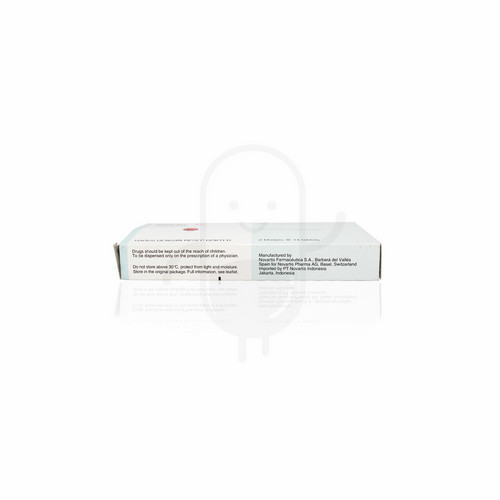 Drugs should be kept out of the reach of children.
To be dispensed only on the prescription of a physician.
Do not store above 30°C, protect from light and moisture.
Store in the original package. Full information, see leaflet.
Manufactured by
Novartis Farmacéutica S.A., Barbara del Vallés
Spain for Novartis Pharma AG, Basel, Switzerland
Imported by PT Novartis Indonesia
Jakarta, Indonesia